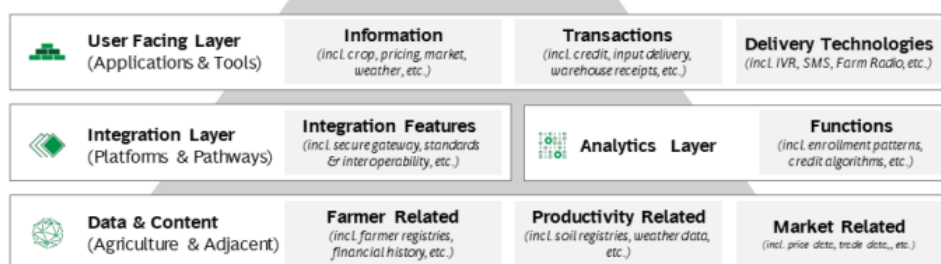 User Facing Layer
(Applications & Tools)
Information
(incl. crop, pricing, market,
weather, etc.)
Transactions
(incl. credit, input delivery,
warehouse receipts, etc.)
Delivery Technologies
(incl. IVR, SMS, Farm Radio, etc.)
Integration Layer
(Platforms & Pathways)
Integration Features
(incl. secure gateway, standards
& interoperability, etc.)
Analytics Layer
Functions
(incl. enrollment patterns,
credit algorithms, etc.)
Data & Content
(Agriculture & Adjacent)
Farmer Related
(incl. farmer registries,
financial history, etc.)
Productivity Related
(incl. soil registries, weather data,
etc.)
Market Related
(incl. price data, trade data,, etc.)